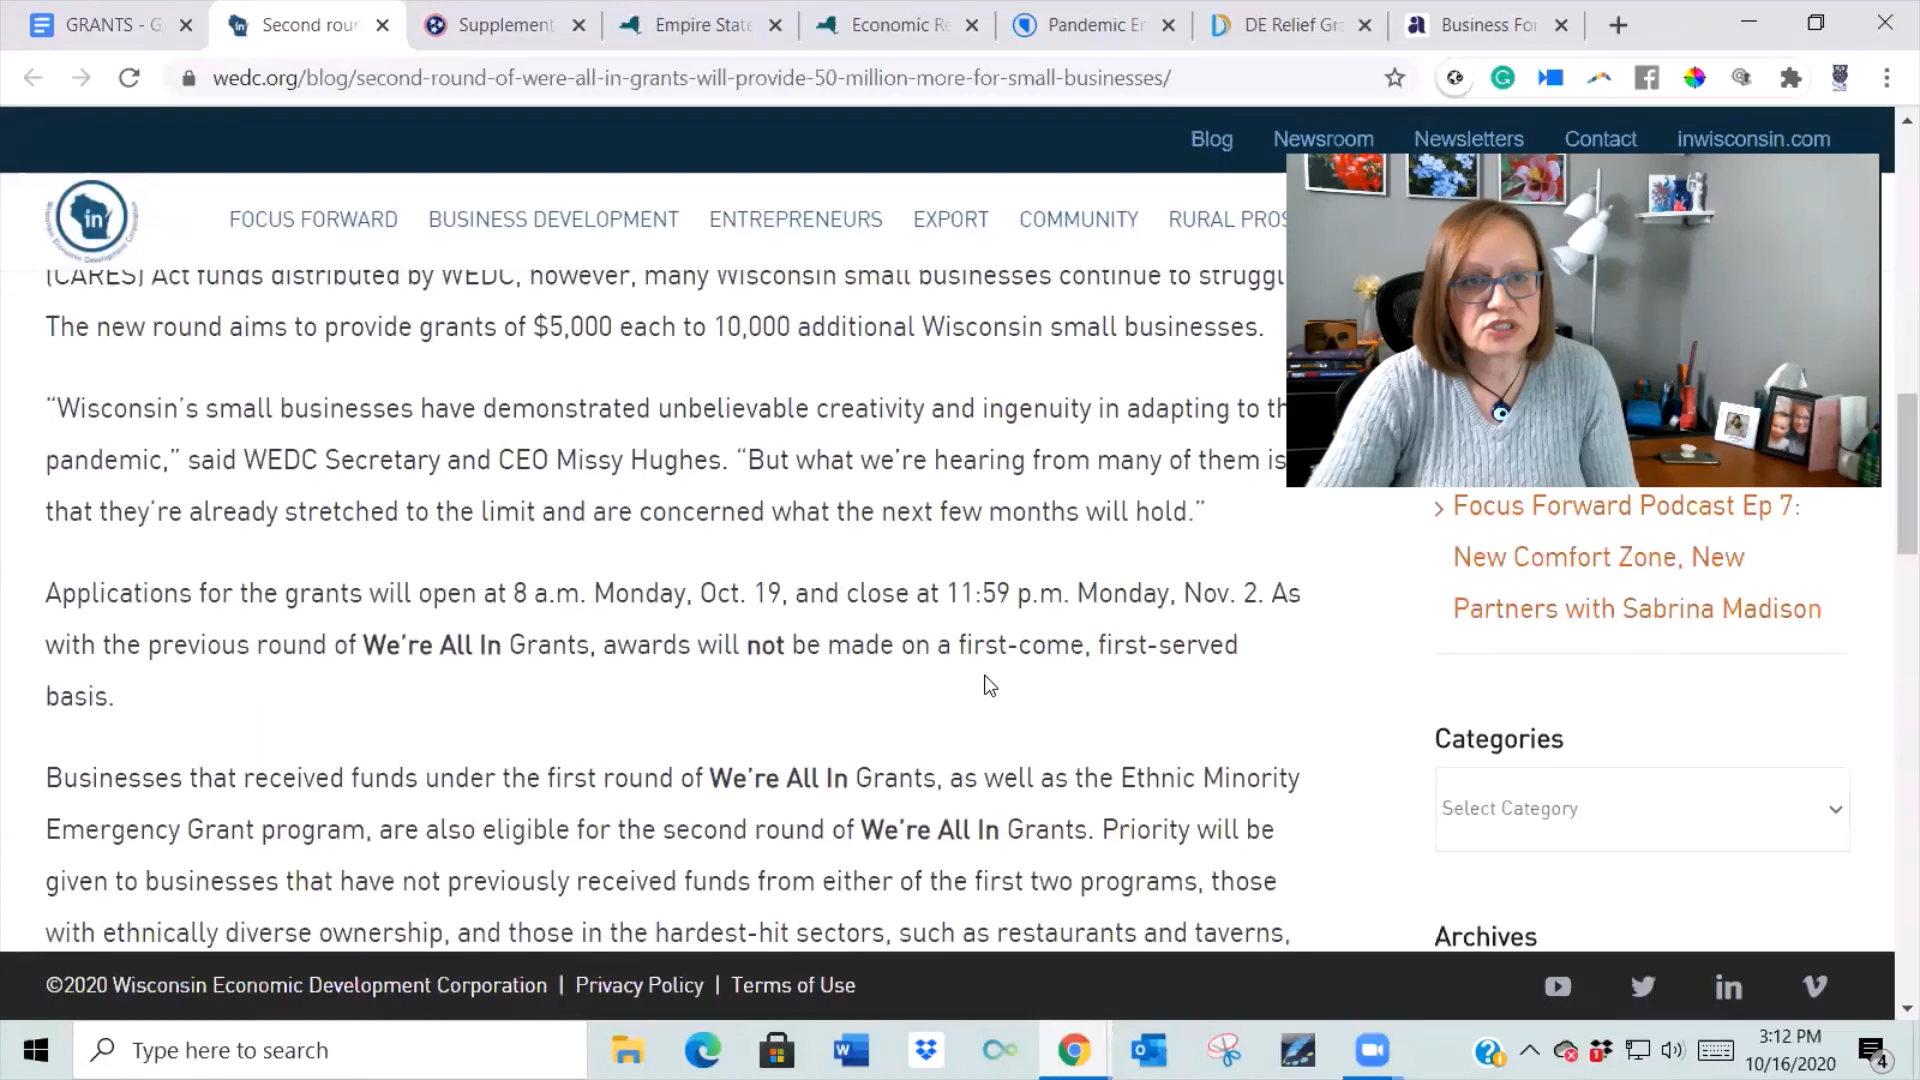 GRANTS - G
Second roun
Supplement
Empire State
Economic Re
Pandemic Er
DE Relief Gra
Business For
wedc.org/blog/second-round-of-were-all-in-grants-will-provide-50-million-more-for-small-businesses/
Blog Newsroom Newsletters Contact inwisconsin.com
in
FOCUS FORWARD BUSINESS DEVELOPMENT ENTREPRENEURS EXPORT COMMUNITY RURAL PROS
(CARES) Act funds distributed by WEDC, however, many Wisconsin small businesses continue to struggl
The new round aims to provide grants of $5,000 each to 10,000 additional Wisconsin small businesses.
“Wisconsin’s small businesses have demonstrated unbelievable creativity and ingenuity in adapting to th
pandemic,” said WEDC Secretary and CEO Missy Hughes. “But what we’re hearing from many of them is
that they’re already stretched to the limit and are concerned what the next few months will hold.”
Applications for the grants will open at 8 a.m. Monday, Oct. 19, and close at 11:59 p.m. Monday, Nov. 2. As
with the previous round of We’re All In Grants, awards will not be made on a first-come, first-served
basis.
Businesses that received funds under the first round of We’re All In Grants, as well as the Ethnic Minority
Emergency Grant program, are also eligible for the second round of We’re All In Grants. Priority will be
given to businesses that have not previously received funds from either of the first two programs, those
with ethnically diverse ownership, and those in the hardest-hit sectors, such as restaurants and taverns,
Focus Forward Podcast Ep 7:
New Comfort Zone, New
Partners with Sabrina Madison
Categories
Select Category
Archives
©2020 Wisconsin Economic Development Corporation | Privacy Policy | Terms of Use
Type here to search
3:12 PM
10/16/2020
4